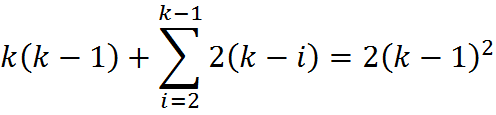 k(k − 1) + ∑_{i=2}^{k−1} 2(k − i) = 2(k − 1)²